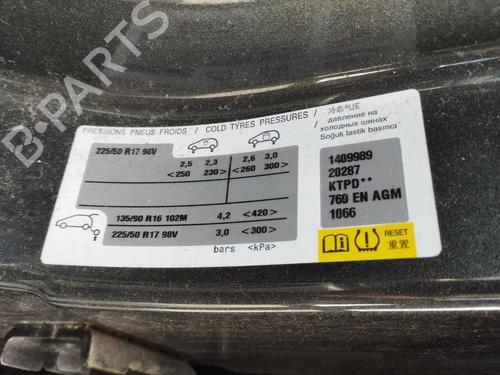 B-PARTS
PRESSIONS PNEUS FROIDS / COLD TYRES PRESSURES / 冷态气压
давление на
холодных шинах
Soğuk lastik basıncı
225/50 R17 98V
2,5 2,3 2,6 3,0
<250 230> <260 300>
135/90 R16 102M 4,2 <420>
225/50 R17 98V 3,0 <300>
bars <kPa>
1409989
20287
KTPD**
760 EN AGM
1066
RESET
重置